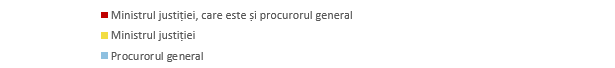 Ministrul justiției, care este și procurorul general
Ministrul justiției
Procurorul general